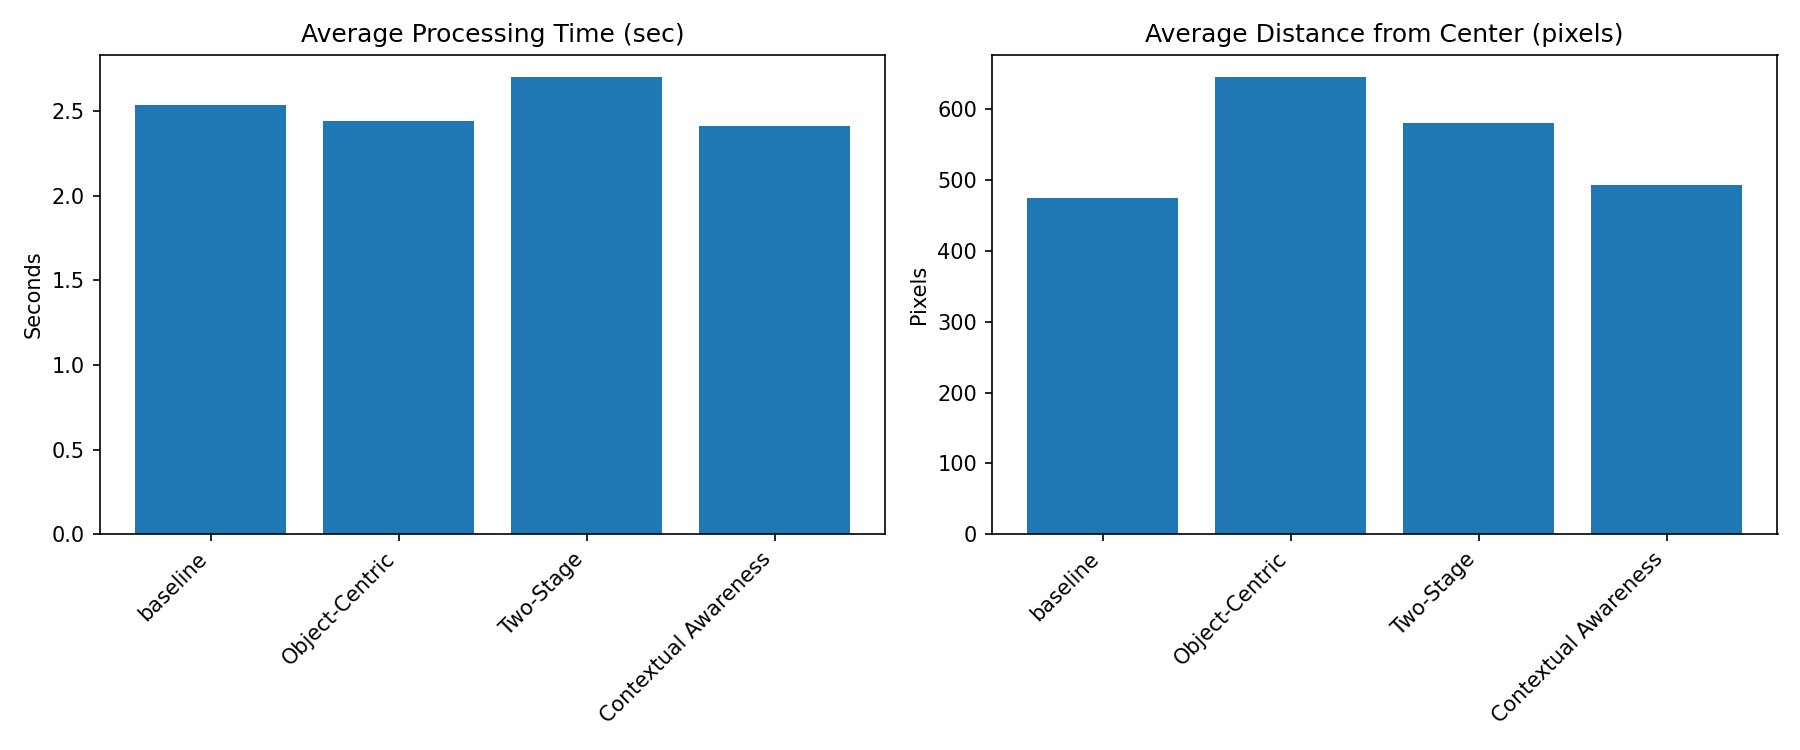 Average Processing Time (sec)
Seconds
2.5
2.0
1.5
1.0
0.5
0.0
baseline
Object-Centric
Two-Stage
Contextual Awareness
Average Distance from Center (pixels)
Pixels
600
500
400
300
200
100
0
baseline
Object-Centric
Two-Stage
Contextual Awareness